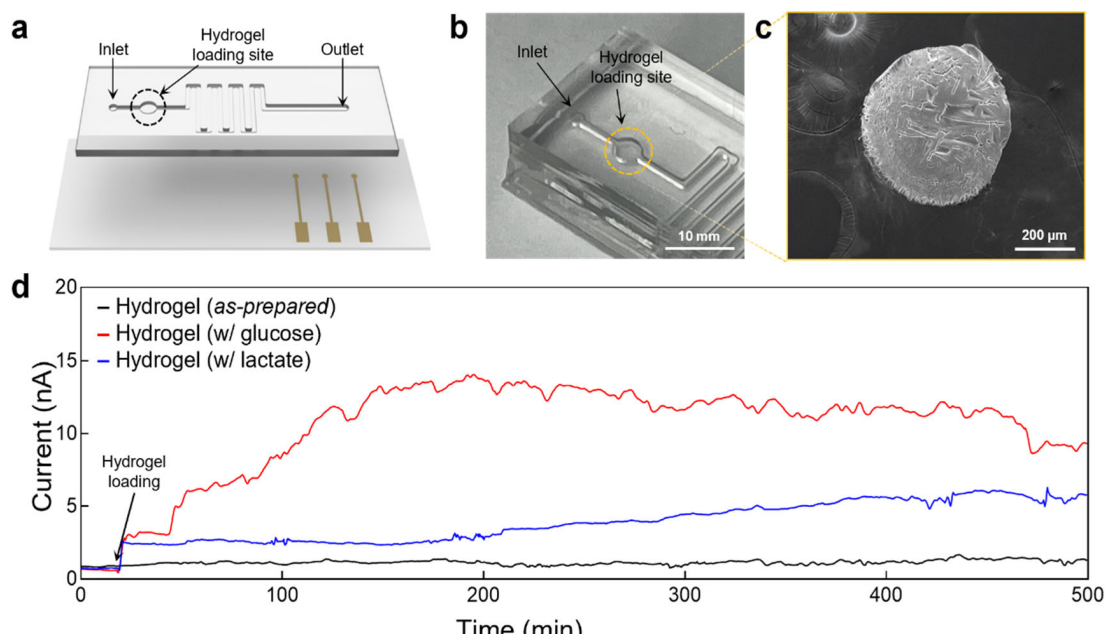 a
Inlet
Hydrogel
loading site
Outlet
b
Inlet
Hydrogel
loading site
10 mm
c
200 µm
d
20
15
10
5
0
Current (nA)
Hydrogel (as-prepared)
Hydrogel (w/ glucose)
Hydrogel (w/ lactate)
Hydrogel
loading
0
100
200
300
400
500
Time (min)